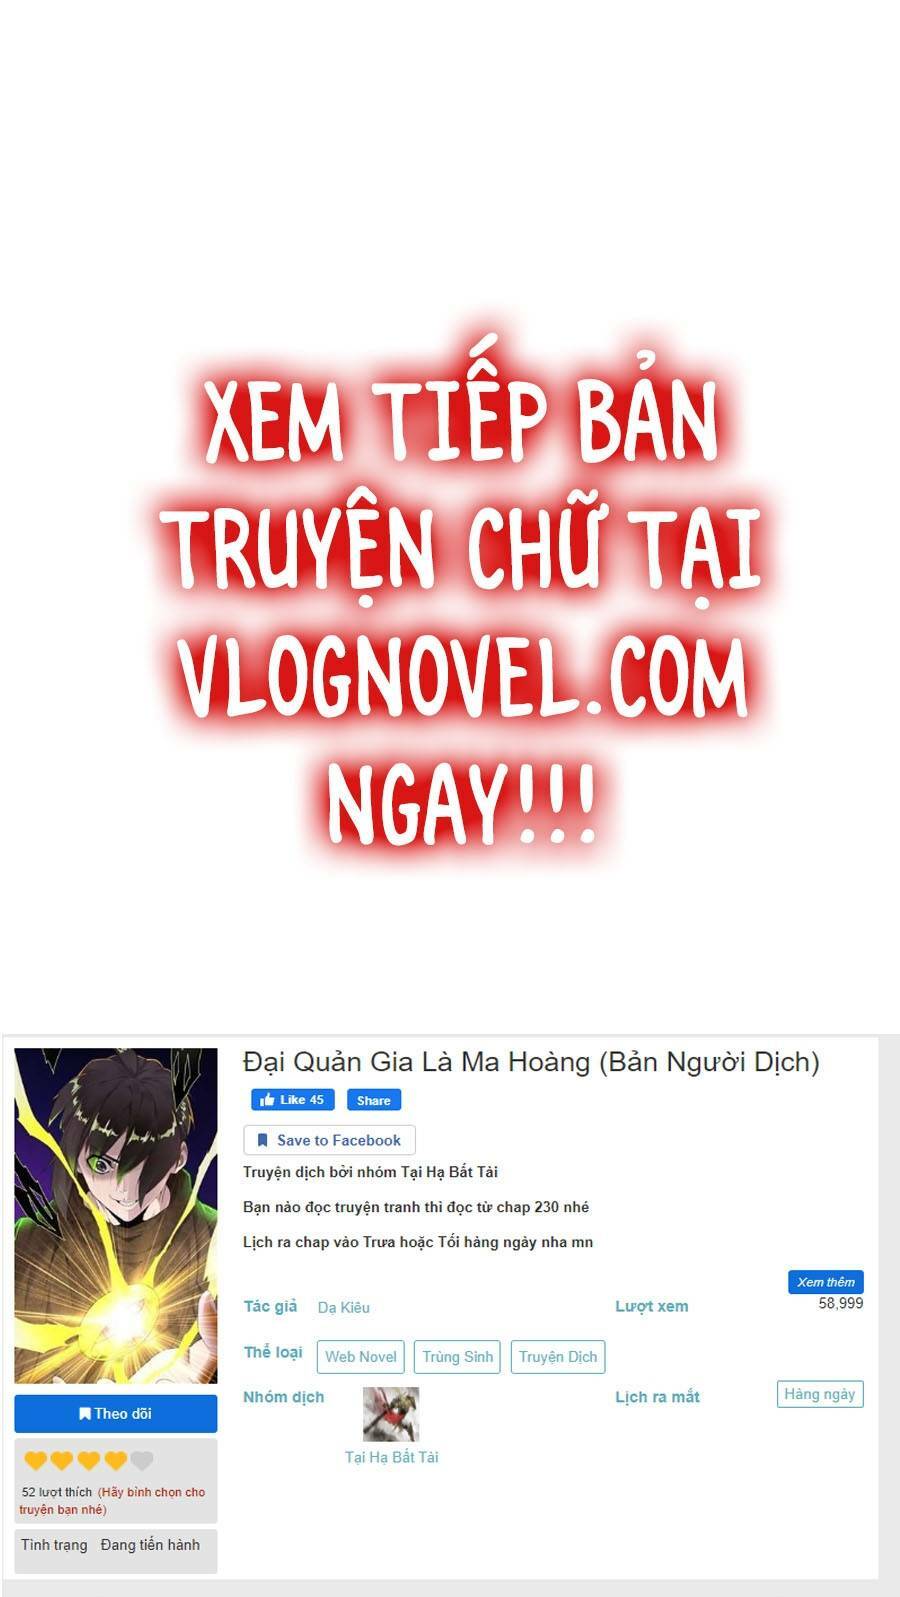 XEM TIẾP BẢN
TRUYỆN CHỮ TẠI
VLOGNOVEL.COM
NGAY!!!
Đại Quản Gia Là Ma Hoàng (Bản Người Dịch)
Like 45 Share
Save to Facebook
Truyện dịch bởi nhóm Tại Hạ Bất Tài
Bạn nào đọc truyện tranh thì đọc từ chap 230 nhé
Lịch ra chap vào Trưa hoặc Tối hàng ngày nha mn
Xem thêm
Tác giả Dạ Kiêu Lượt xem 58,999
Thể loại Web Novel Trùng Sinh Truyện Dịch
Nhóm dịch Lịch ra mắt Hàng ngày
Tại Hạ Bất Tài
Theo dõi
52 lượt thích (Hãy bình chọn cho
truyện bạn nhé)
Tình trạng Đang tiến hành